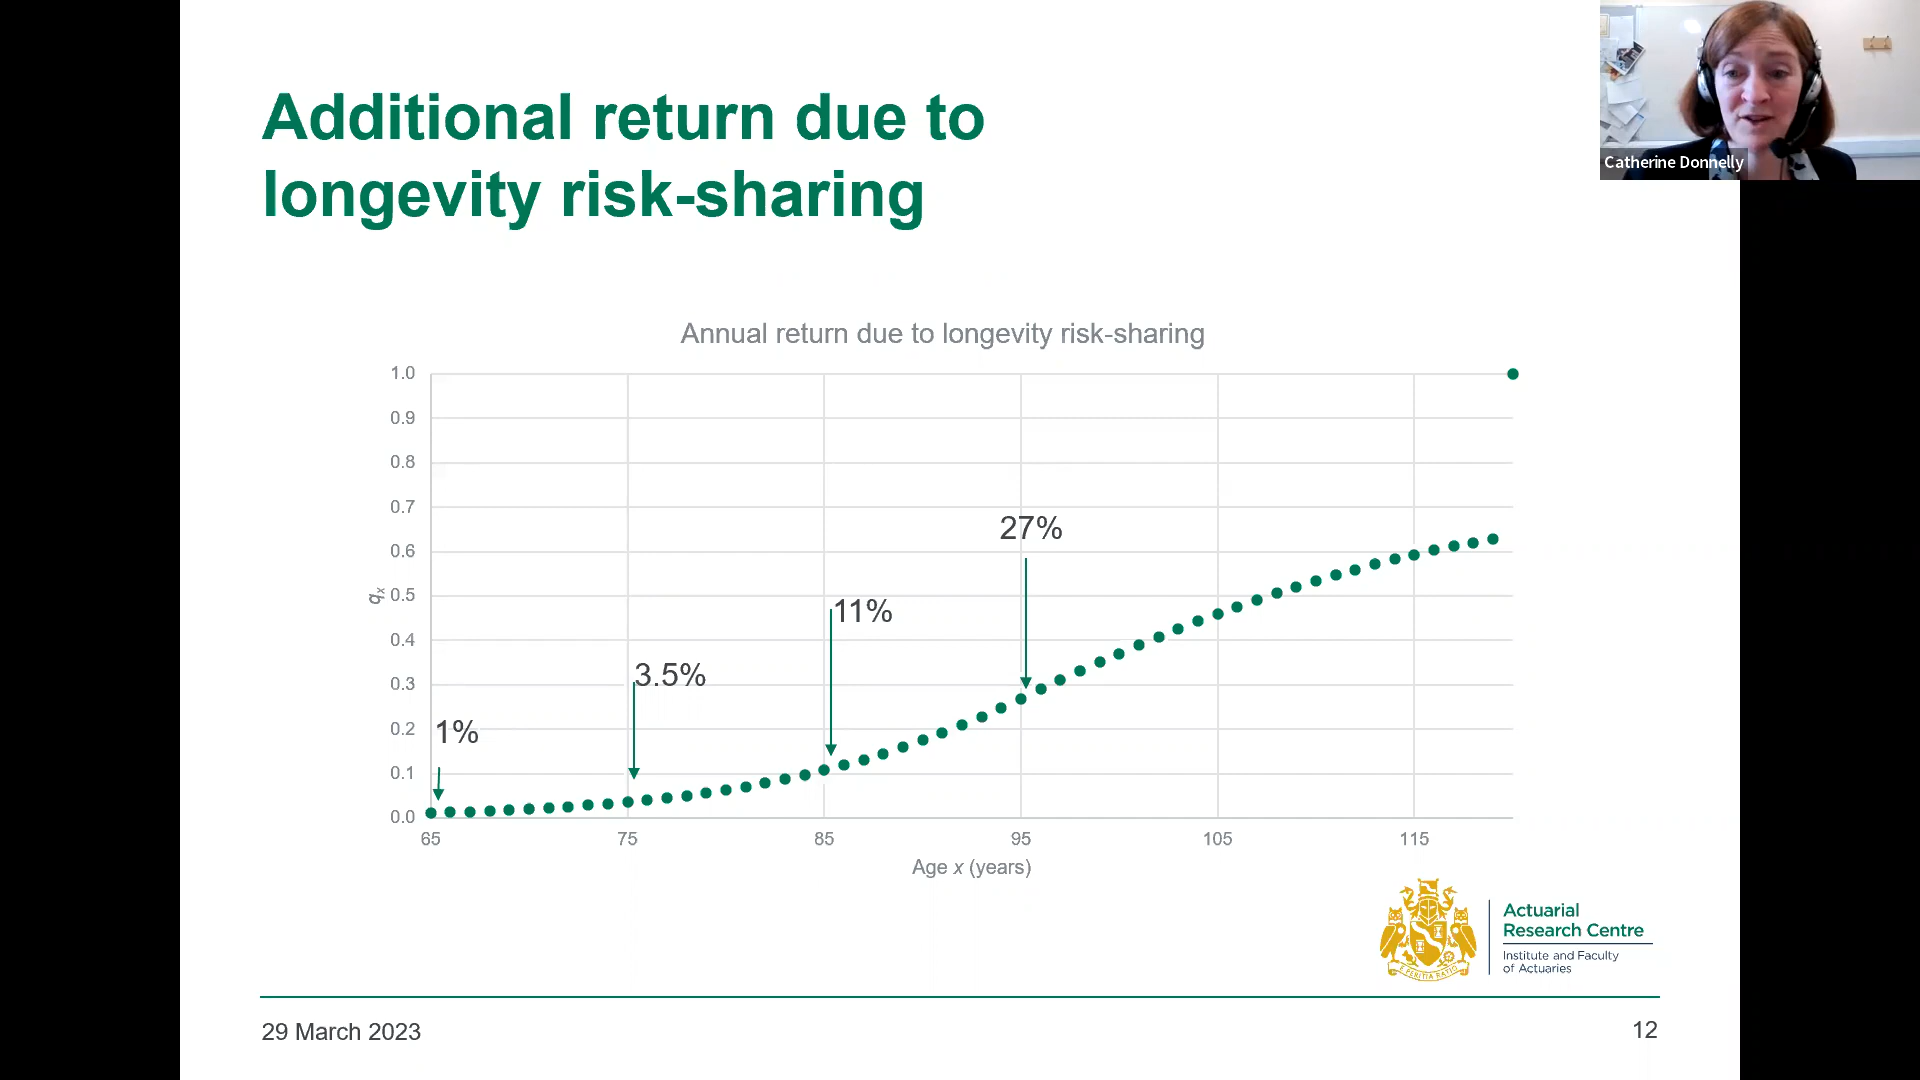 Additional return due to
longevity risk-sharing
Catherine Donnelly
Annual return due to longevity risk-sharing
1.0
0.9
0.8
0.7
0.6
0.5
0.4
0.3
0.2
0.1
0.0
qx
1%
3.5%
11%
27%
65 75 85 95 105 115
Age x (years)
Actuarial
Research Centre
Institute and Faculty
of Actuaries
29 March 2023
12